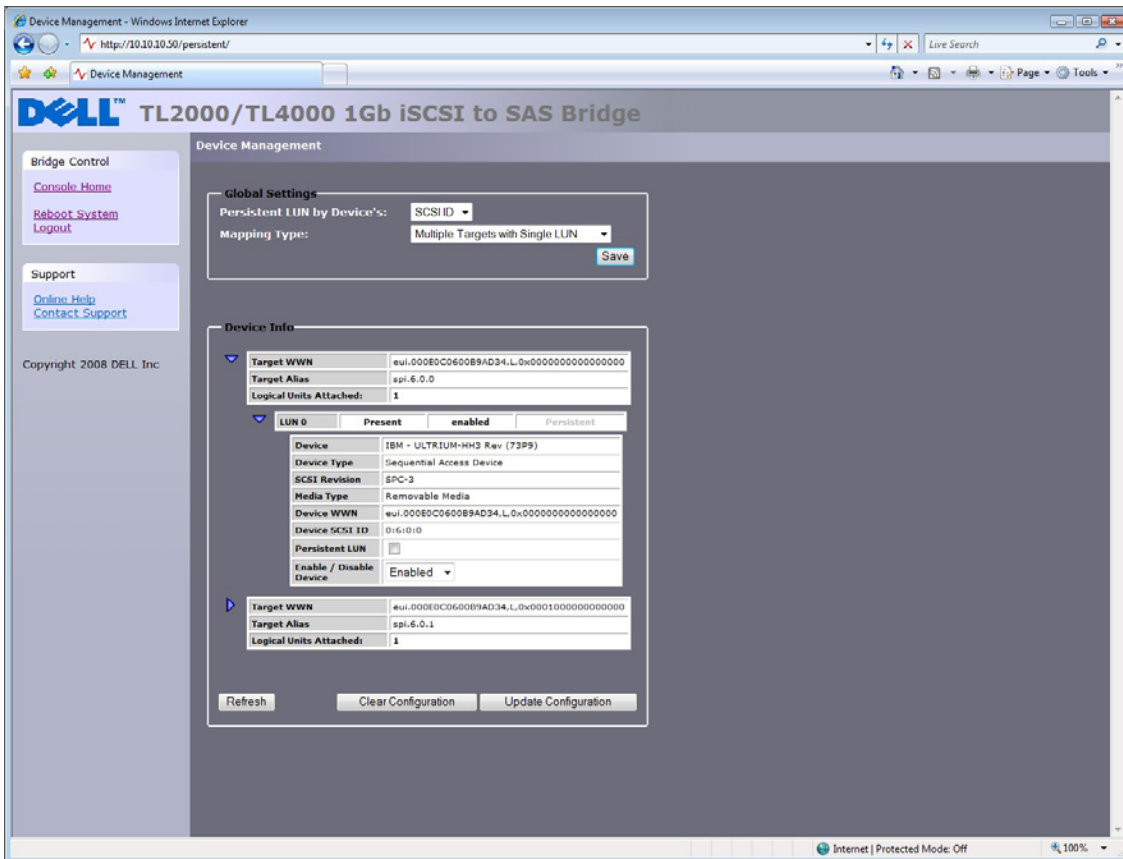 Device Management - Windows Internet Explorer
http://10.10.10.50/persistent/
Live Search
Device Management
Page
Tools
DELL™ TL2000/TL4000 1Gb iSCSI to SAS Bridge
Device Management
Bridge Control
Console Home
Reboot System
Logout
Support
Online Help
Contact Support
Copyright 2008 DELL Inc
Global Settings
Persistent LUN by Device's: SCSI ID
Mapping Type: Multiple Targets with Single LUN
Save
Device Info
Target WWN eui.000E0C0600B9AD34,L,0x0000000000000000
Target Alias spi.6.0.0
Logical Units Attached: 1
LUN 0 Present enabled Persistent
Device IBM - ULTRIUM-HH3 Rev (73P9)
Device Type Sequential Access Device
SCSI Revision SPC-3
Media Type Removable Media
Device WWN eui.000E0C0600B9AD34,L,0x0000000000000000
Device SCSI ID 0:6:0:0
Persistent LUN
Enable / Disable
Device
Enabled
Target WWN eui.000E0C0600B9AD34,L,0x0001000000000000
Target Alias spi.6.0.1
Logical Units Attached: 1
Refresh Clear Configuration Update Configuration
Internet | Protected Mode: Off
100%